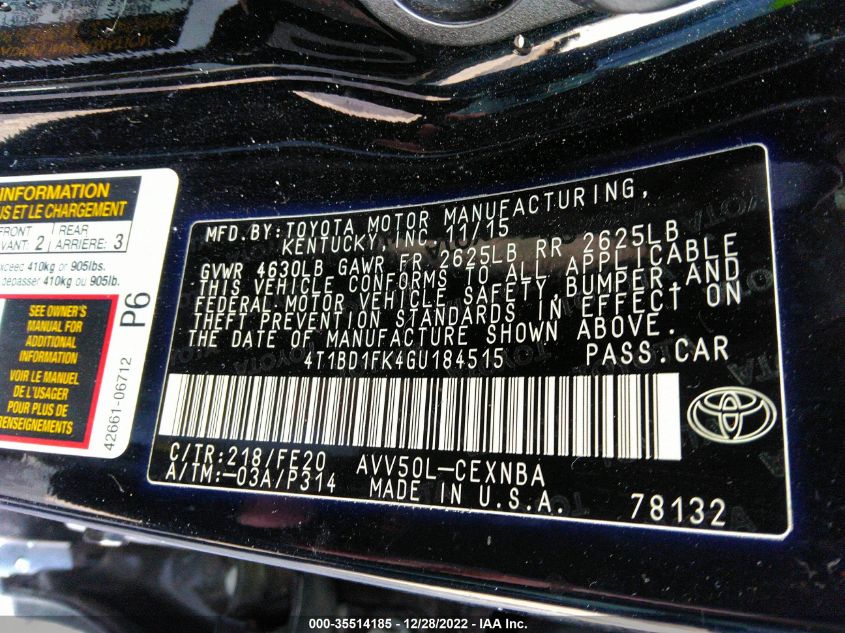 INFORMATION
US ET LE CHARGEMENT
FRONT
VANT: 2
REAR
ARRIÈRE: 3
xceed 410kg or 905lbs.
depasser 410kg ou 905lb.
SEE OWNER'S
MANUAL FOR
ADDITIONAL
INFORMATION
VOIR LE MANUEL
DE L'USAGER
POUR PLUS DE
RENSEIGNEMENTS
P6
42661-06712
MFD.BY:TOYOTA MOTOR MANUFACTURING,
KENTUCKY,INC. 11/15
GVWR 4630LB GAWR FR 2625LB RR 2625LB
THIS VEHICLE CONFORMS TO ALL APPLICABLE
FEDERAL MOTOR VEHICLE SAFETY,BUMPER,AND
THEFT PREVENTION STANDARDS IN EFFECT ON
THE DATE OF MANUFACTURE SHOWN ABOVE.
4T1BD1FK4GU184515 PASS.CAR
C/TR:218/FE20 AVV50L-CEXNBA
A/TM:-03A/P314 MADE IN U.S.A. 78132
000-35514185 - 12/28/2022 - IAA Inc.